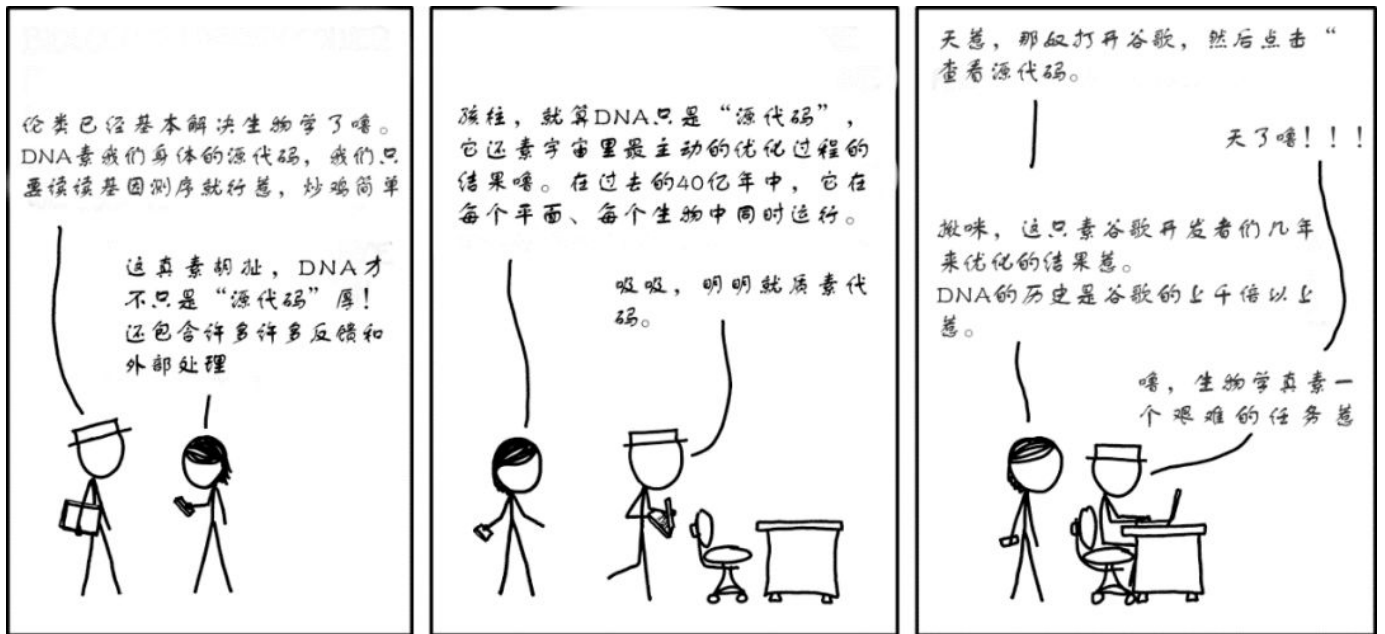 伦类已经基本解决生物学了噜。
DNA素我们身体的源代码，我们只
要读读基因测序就行惹，炒鸡简单
这真素胡扯，DNA才
不只是“源代码”厚！
还包含许多许多反馈和
外部处理
孩柱，就算DNA只是“源代码”，
它还素宇宙里最主动的优化过程的
结果噜。在过去的40亿年中，它在
每个平面、每个生物中同时运行。
吸吸，明明就质素代
码。
天惹，那奴打开谷歌，然后点击“
查看源代码。
天了噜！！！
揪咪，这只素谷歌开发者们几年
来优化的结果惹。
DNA的历史是谷歌的上千倍以上
惹。
噜，生物学真素一
个艰难的任务惹